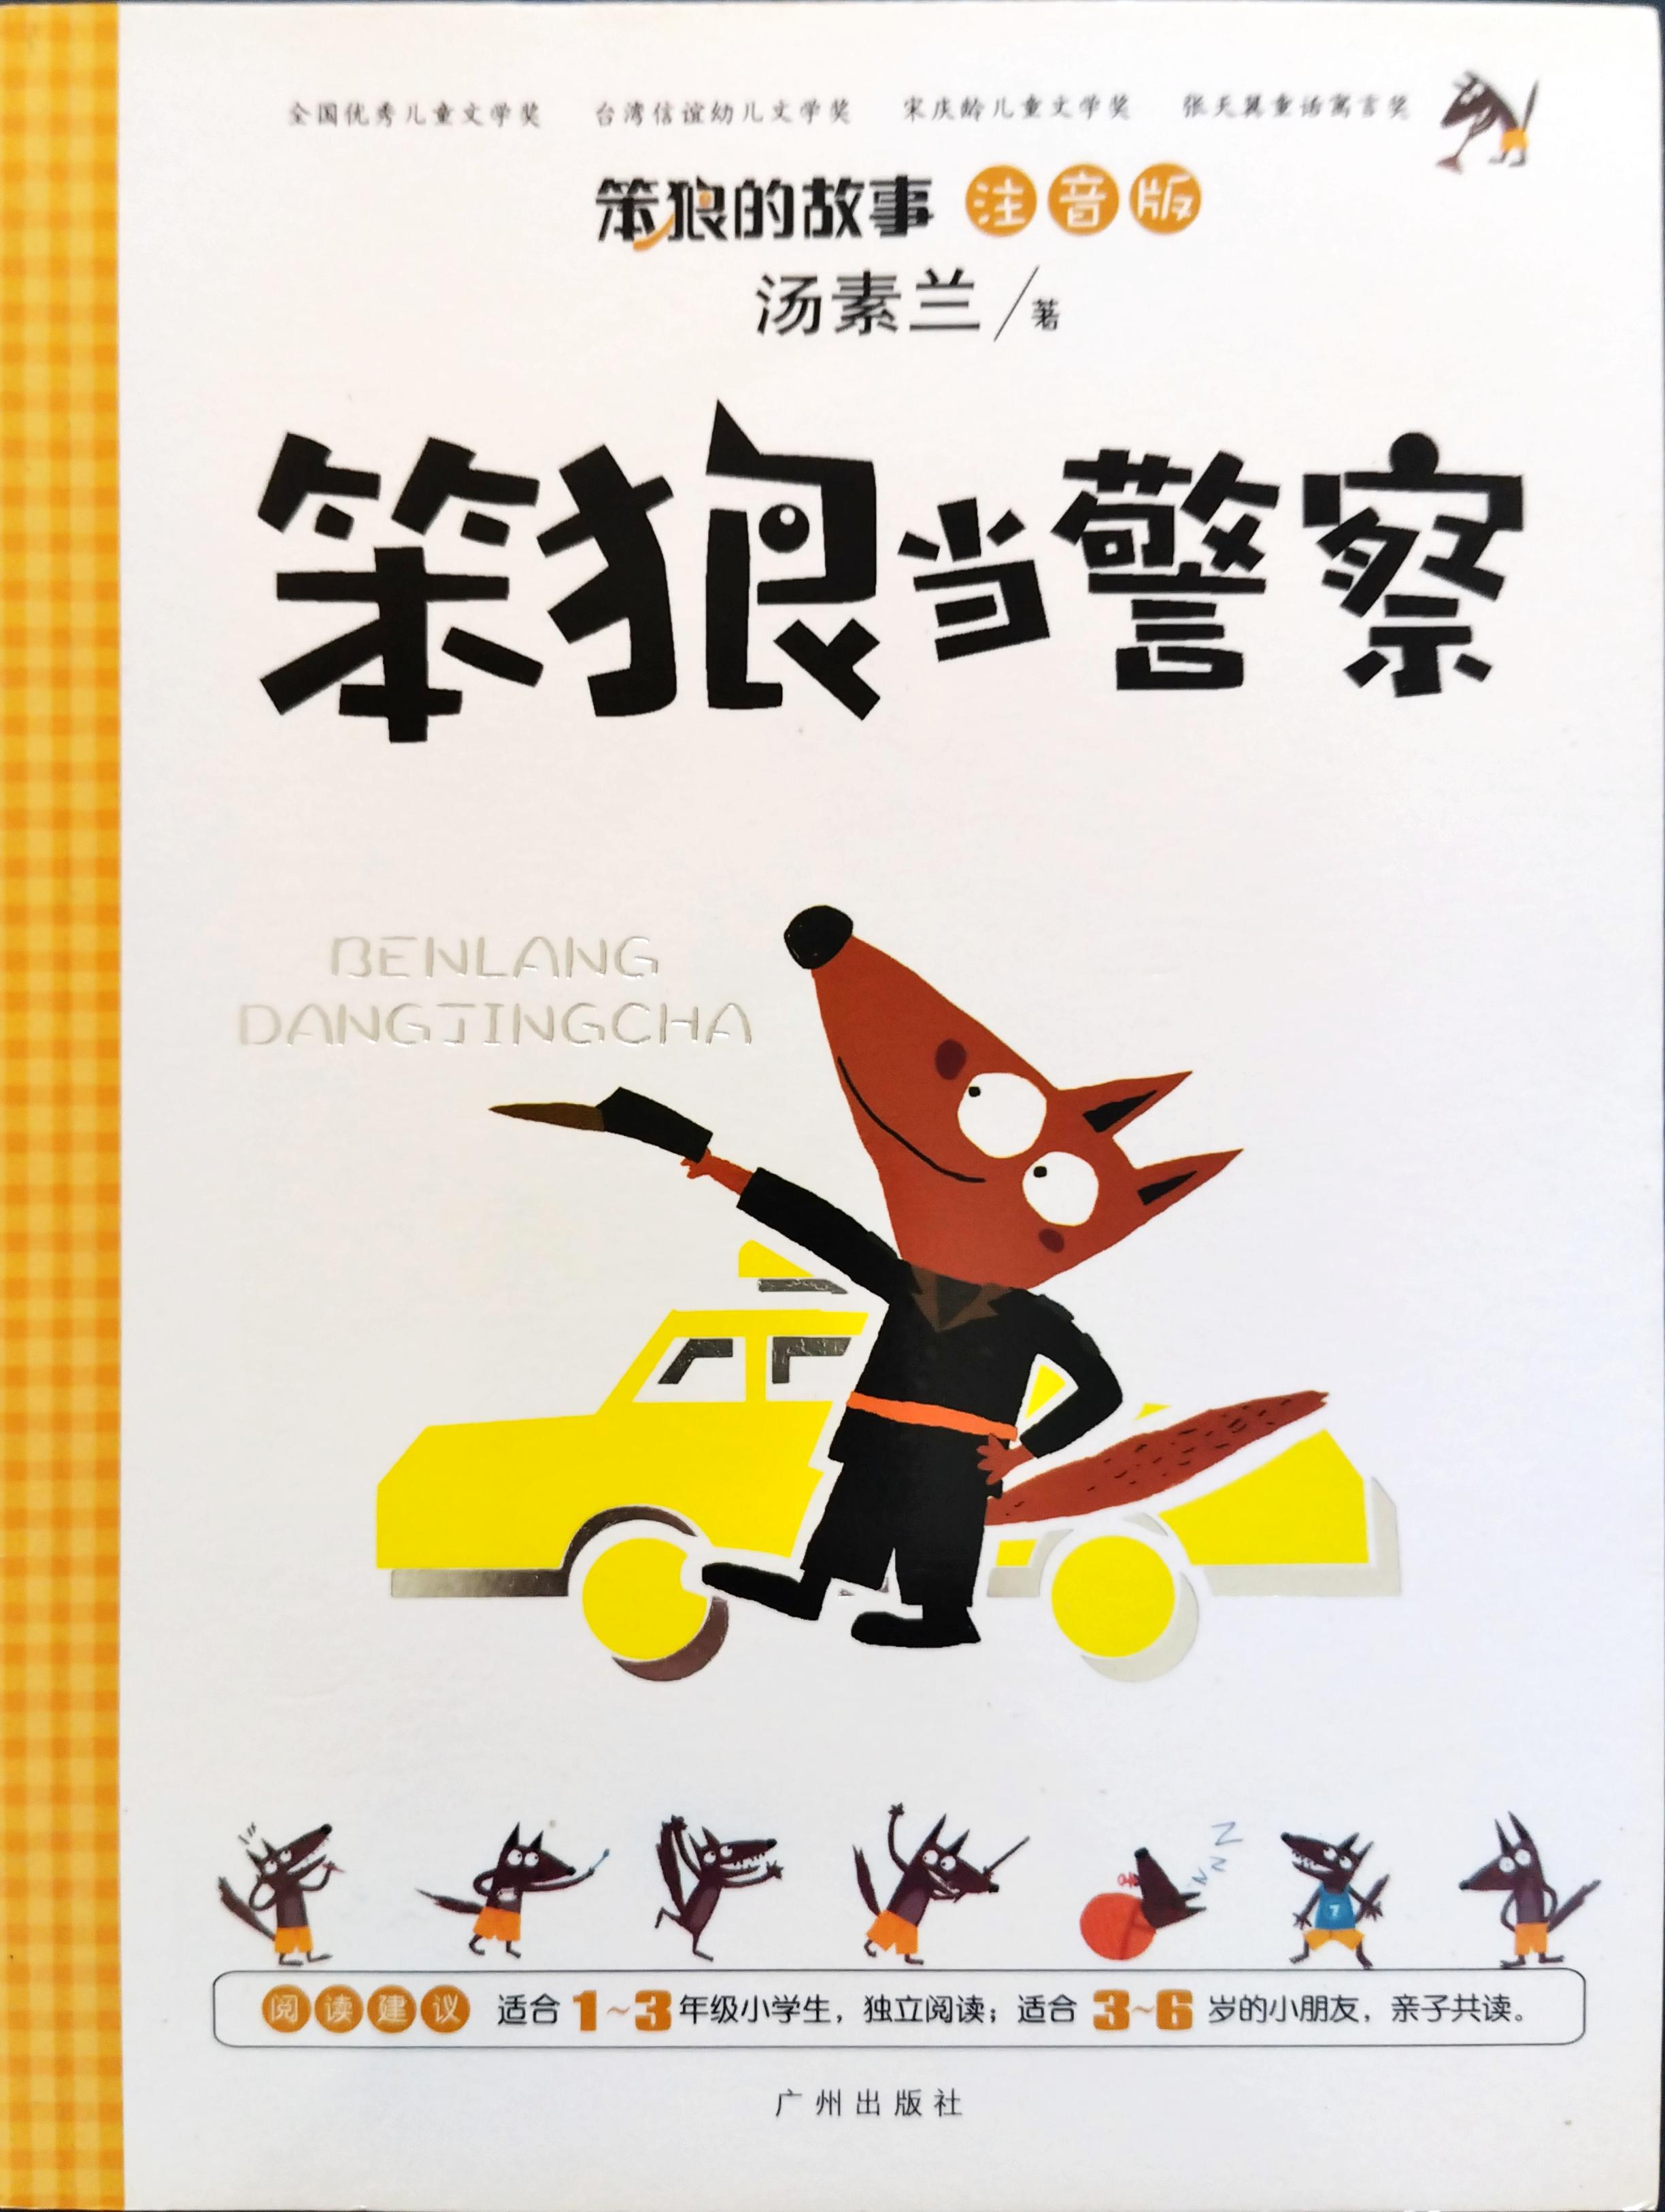 全国优秀儿童文学奖 台湾信谊幼儿文学奖 宋庆龄儿童文学奖 张天翼童话寓言奖
笨狼的故事 注音版
汤素兰/著
笨狼当警察
BENLANG
DANGJINGCHA
zzzz
7
阅读建议 适合1~3年级小学生，独立阅读；适合3~6岁的小朋友，亲子共读。
广州出版社